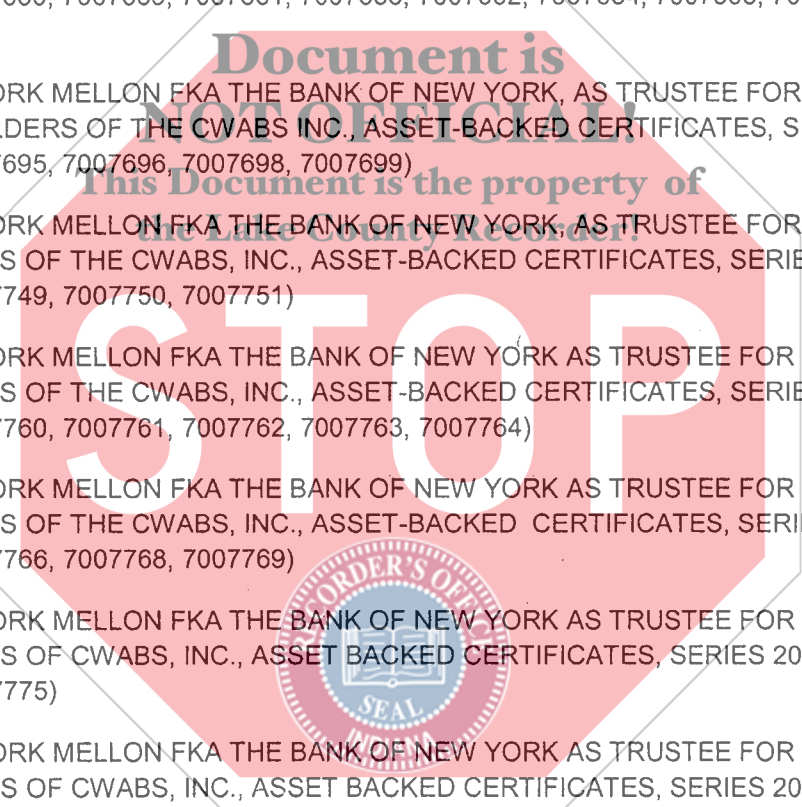 Document is
ORK MELLON FKA THE BANK OF NEW YORK, AS TRUSTEE FOR
NOT OFFICIAL!
LDERS OF THE CWABS INC., ASSET-BACKED CERTIFICATES, S
7695, 7007696, 7007698, 7007699)
This Document is the property of
ORK MELLON FKA THE BANK OF NEW YORK, AS TRUSTEE FOR
the Lake County Recorder!
S OF THE CWABS, INC., ASSET-BACKED CERTIFICATES, SERIE
7749, 7007750, 7007751)
STOP
ORK MELLON FKA THE BANK OF NEW YORK AS TRUSTEE FOR
S OF THE CWABS, INC., ASSET-BACKED CERTIFICATES, SERIE
7760, 7007761, 7007762, 7007763, 7007764)
ORK MELLON FKA THE BANK OF NEW YORK AS TRUSTEE FOR
S OF THE CWABS, INC., ASSET-BACKED CERTIFICATES, SERI
7766, 7007768, 7007769)
RECORDER'S OFFICE
ORK MELLON FKA THE BANK OF NEW YORK AS TRUSTEE FOR
S OF CWABS, INC., ASSET BACKED CERTIFICATES, SERIES 20
7775)
SEAL
INDIANA
ORK MELLON FKA THE BANK OF NEW YORK AS TRUSTEE FOR
S OF CWABS, INC., ASSET BACKED CERTIFICATES, SERIES 20